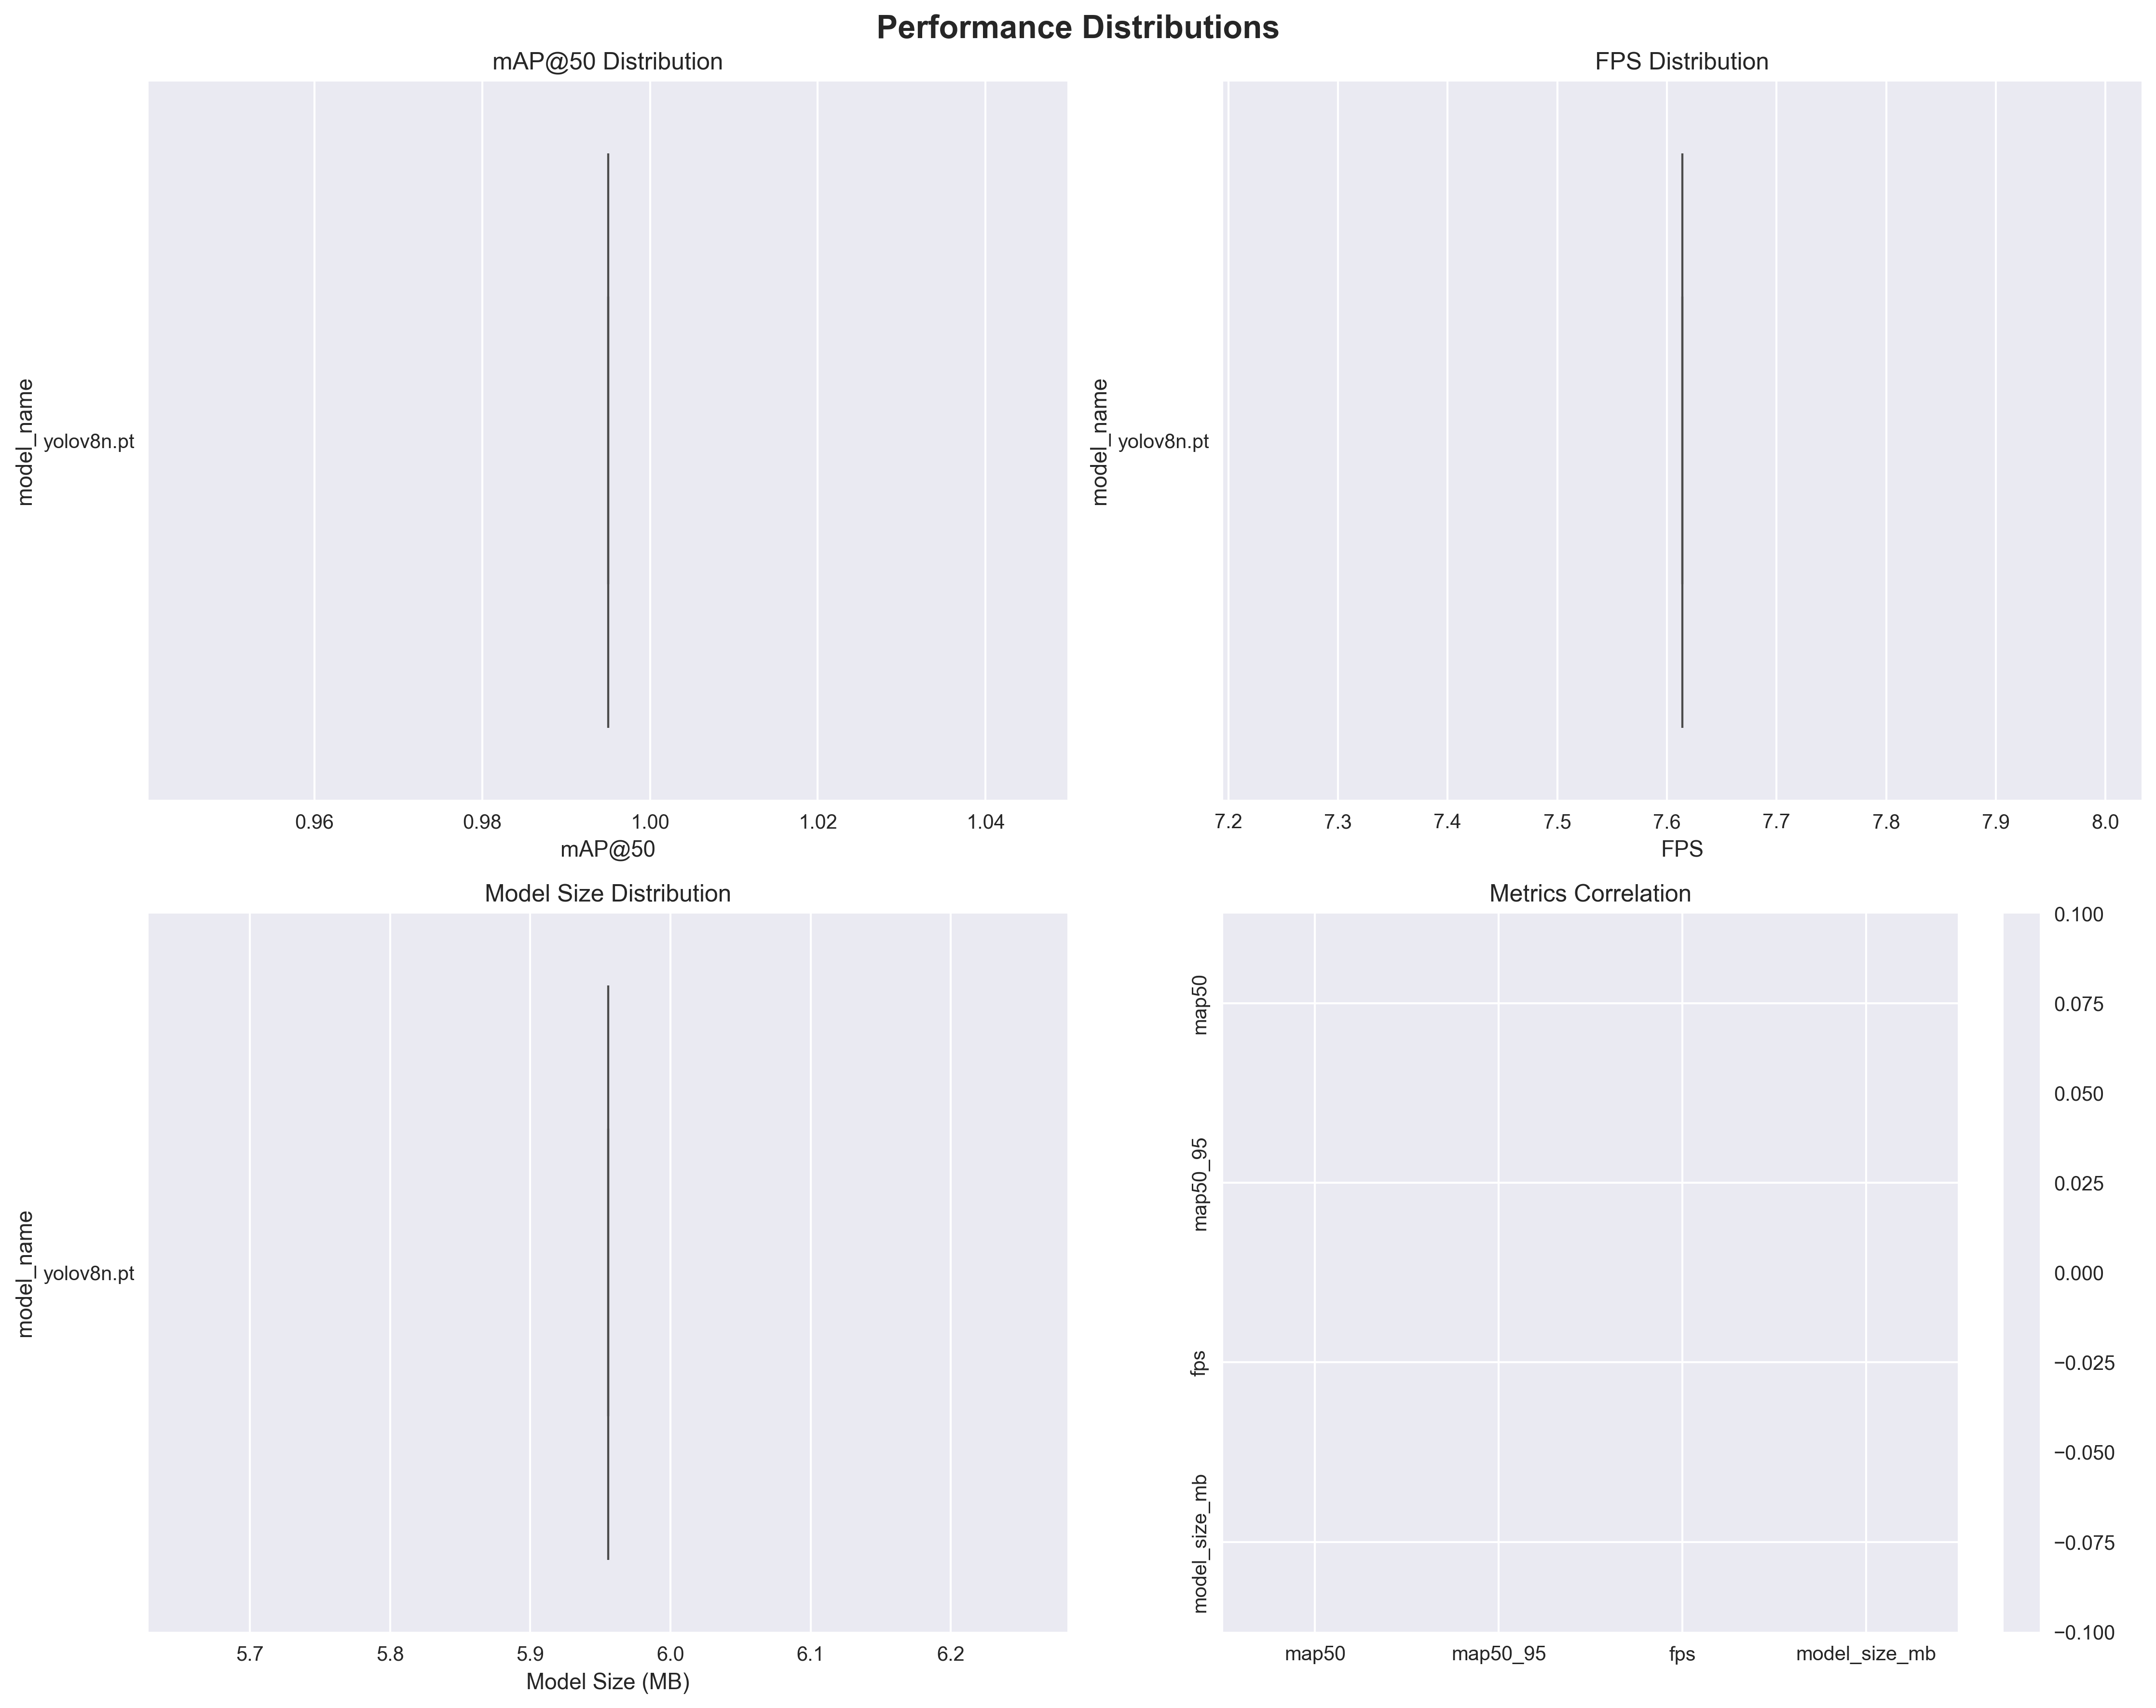 Performance Distributions
mAP@50 Distribution
model_name
yolov8n.pt
0.96 0.98 1.00 1.02 1.04
mAP@50
FPS Distribution
model_name
yolov8n.pt
7.2 7.3 7.4 7.5 7.6 7.7 7.8 7.9 8.0
FPS
Model Size Distribution
model_name
yolov8n.pt
5.7 5.8 5.9 6.0 6.1 6.2
Model Size (MB)
Metrics Correlation
map50
map50_95
fps
model_size_mb
map50 map50_95 fps model_size_mb
0.100
0.075
0.050
0.025
0.000
−0.025
−0.050
−0.075
−0.100